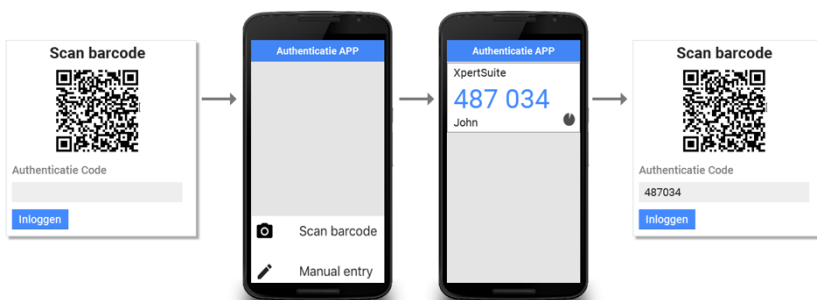 Scan barcode
Authenticatie Code
Inloggen
Authenticatie APP
Scan barcode
Manual entry
Authenticatie APP
XpertSuite
487 034
John
Scan barcode
Authenticatie Code
487034
Inloggen